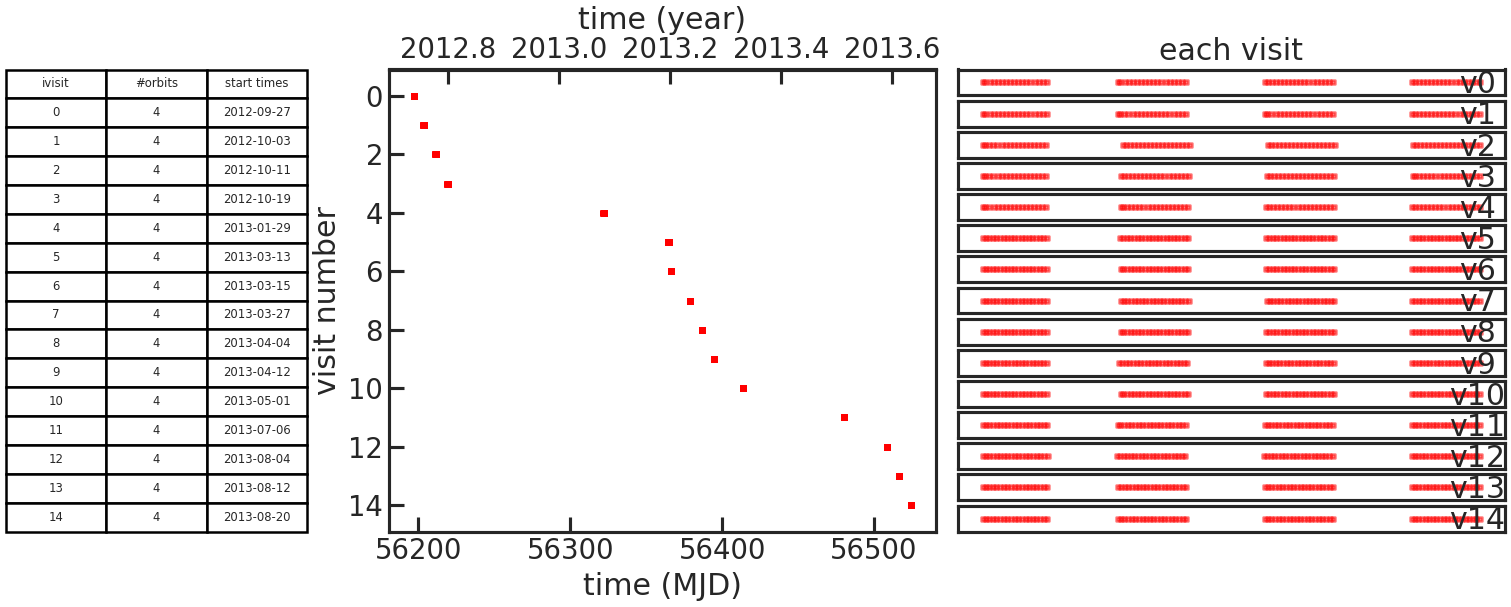 ivisit #orbits start times
0 4 2012-09-27
1 4 2012-10-03
2 4 2012-10-11
3 4 2012-10-19
4 4 2013-01-29
5 4 2013-03-13
6 4 2013-03-15
7 4 2013-03-27
8 4 2013-04-04
9 4 2013-04-12
10 4 2013-05-01
11 4 2013-07-06
12 4 2013-08-04
13 4 2013-08-12
14 4 2013-08-20
time (year)
2012.8 2013.0 2013.2 2013.4 2013.6
visit number
0
2
4
6
8
10
12
14
56200 56300 56400 56500
time (MJD)
each visit
v0
v1
v2
v3
v4
v5
v6
v7
v8
v9
v10
v11
v12
v13
v14